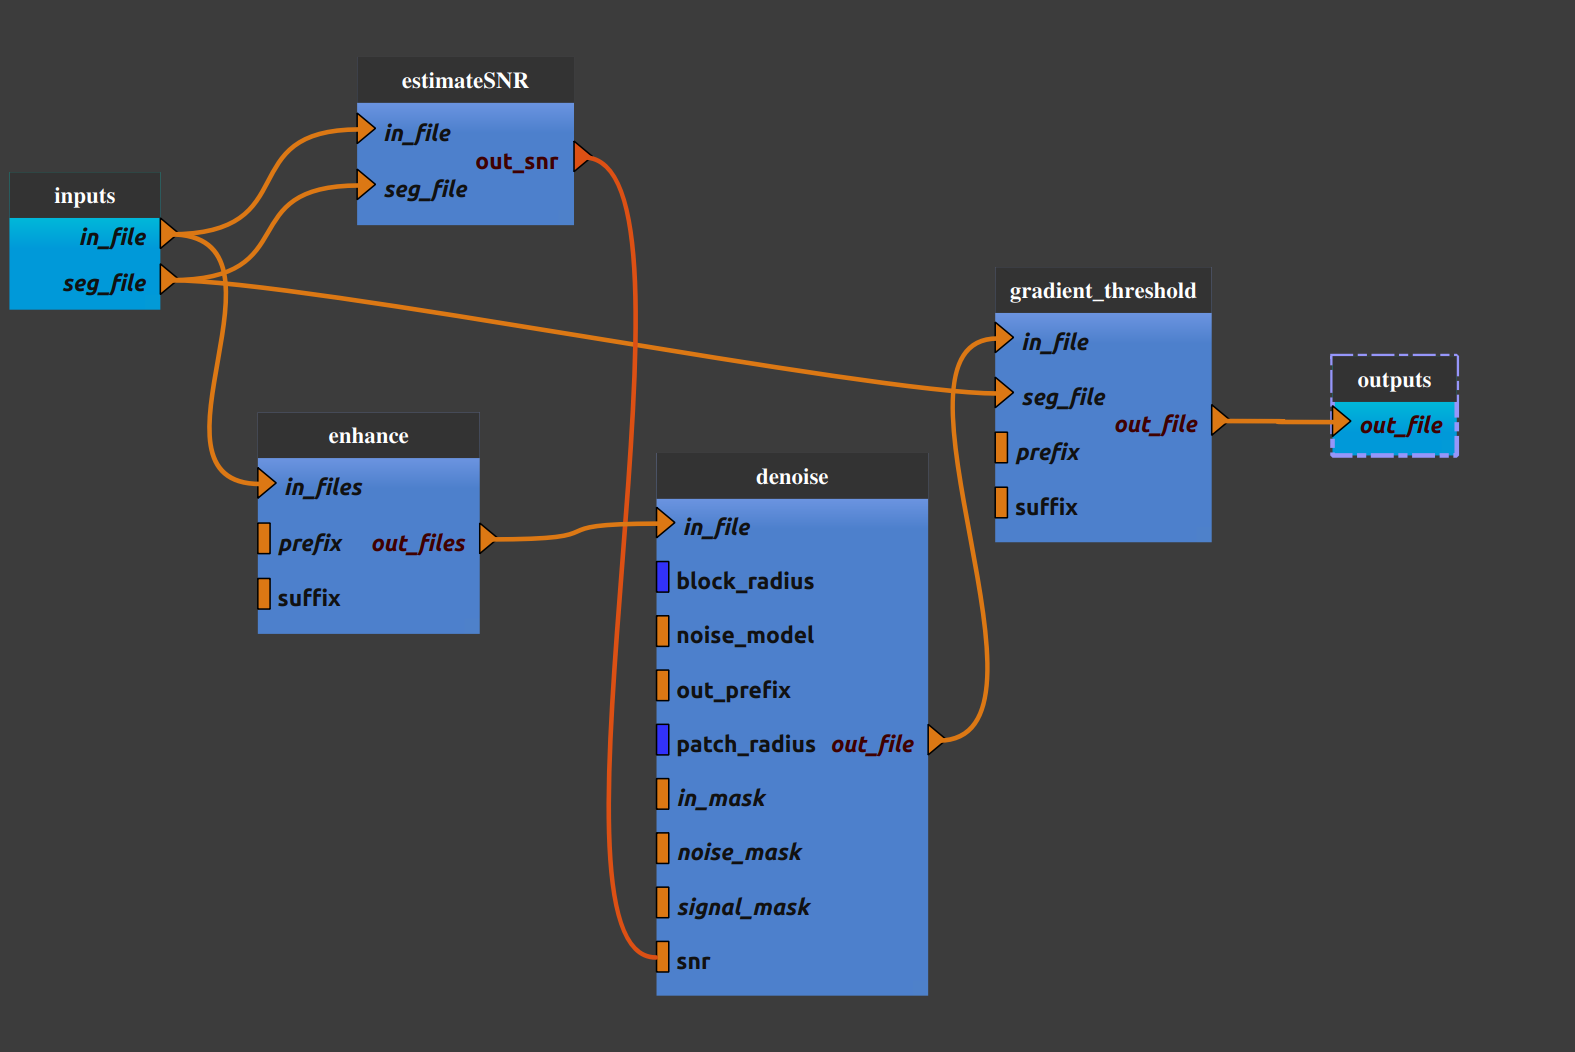 estimateSNR
in_file
out_snr
seg_file
inputs
in_file
seg_file
gradient_threshold
in_file
seg_file
out_file
prefix
suffix
outputs
out_file
enhance
in_files
prefix out_files
suffix
denoise
in_file
block_radius
noise_model
out_prefix
patch_radius out_file
in_mask
noise_mask
signal_mask
snr